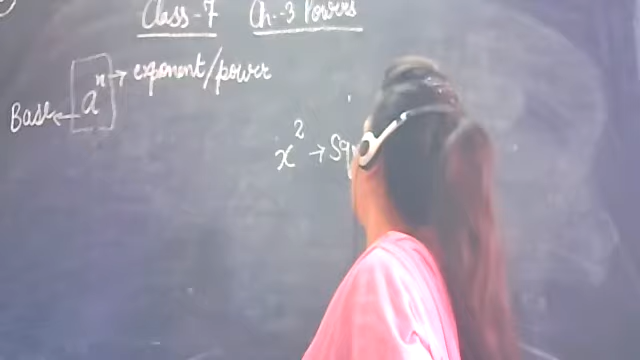 Class-7 Ch.-3 Powers
aⁿ → exponent/power
Base ←
x² → Sq